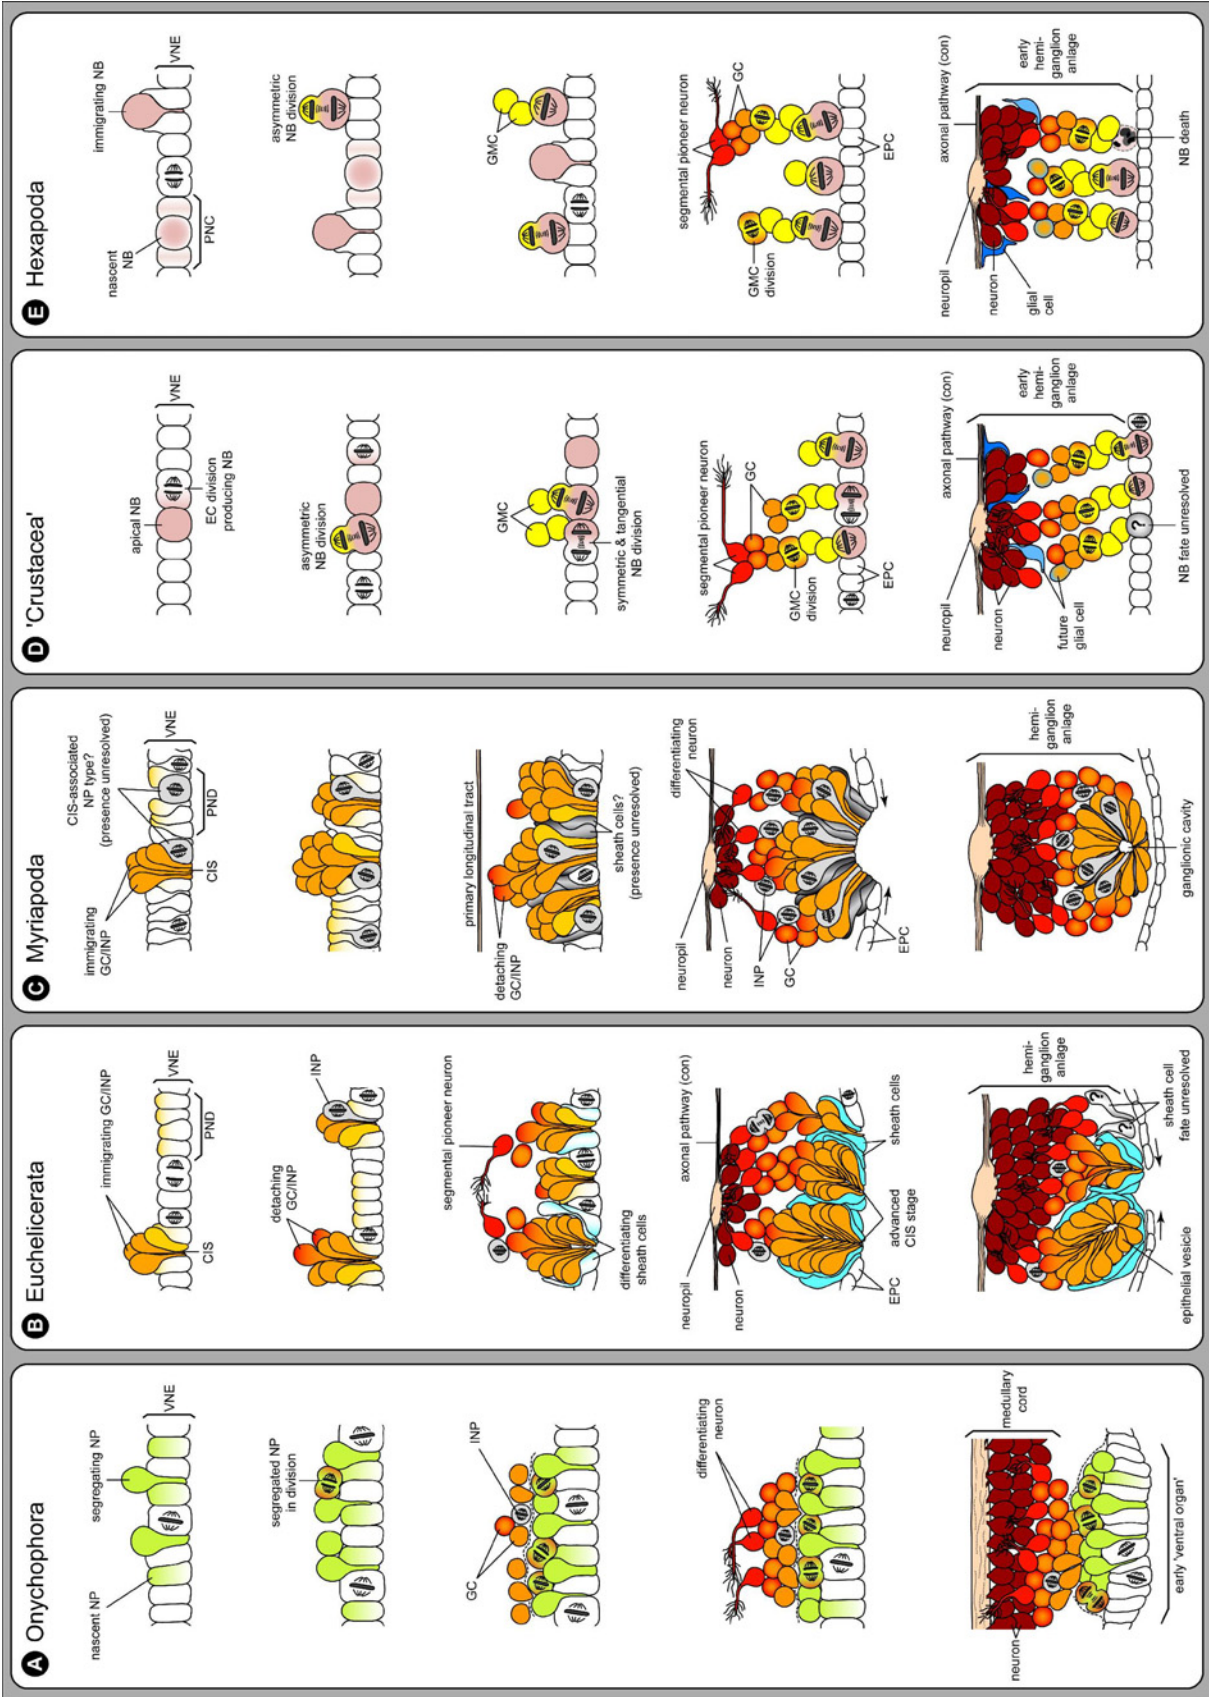 A Onychophora
nascent NP
segregating NP
VNE
segregated NP
in division
GC
INP
differentiating
neuron
neuron
medullary
cord
early 'ventral organ'
B Euchelicerata
immigrating GC/INP
CIS
PND
VNE
detaching
GC/INP
INP
segmental pioneer neuron
differentiating
sheath cells
neuropil
neuron
axonal pathway (con)
EPC
advanced
CIS stage
sheath cells
hemi-
ganglion
anlage
epithelial vesicle
sheath cell
fate unresolved
C Myriapoda
immigrating
GC/INP
CIS-associated
NP type?
(presence unresolved)
CIS
PND
VNE
primary longitudinal tract
detaching
GC/INP
sheath cells?
(presence unresolved)
neuropil
neuron
INP
GC
differentiating
neuron
EPC
hemi-
ganglion
anlage
ganglionic cavity
D 'Crustacea'
apical NB
EC division
producing NB
VNE
asymmetric
NB division
GMC
symmetric & tangential
NB division
segmental pioneer neuron
GC
GMC
division
EPC
neuropil
axonal pathway (con)
neuron
future
glial cell
early
hemi-
ganglion
anlage
?
NB fate unresolved
E Hexapoda
nascent
NB
immigrating NB
PNC
VNE
asymmetric
NB division
GMC
segmental pioneer neuron
GC
GMC
division
EPC
neuropil
axonal pathway (con)
neuron
glial
cell
early
hemi-
ganglion
anlage
NB death